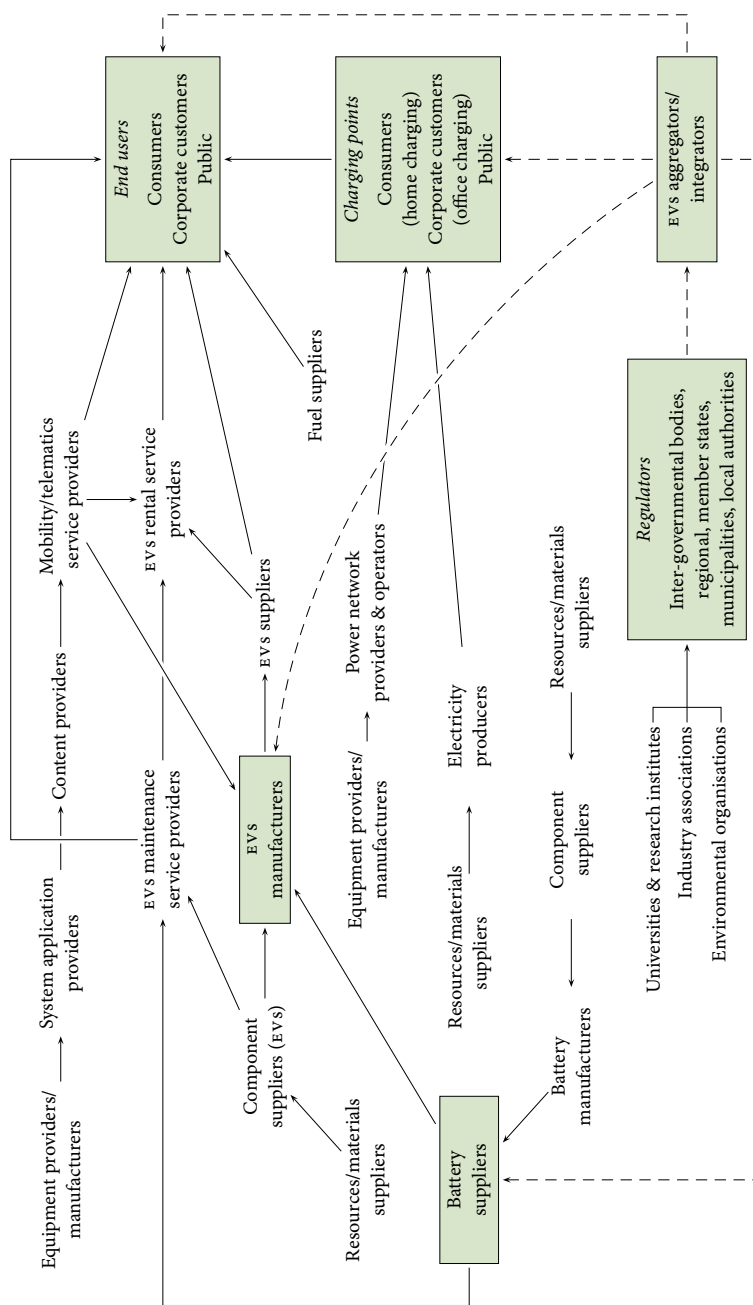 Equipment providers/
manufacturers
System application
providers
Content providers
Mobility/telematics
service providers
End users
Consumers
Corporate customers
Public
EVs maintenance
service providers
EVs rental service
providers
Component
suppliers (EVs)
EVs
manufacturers
EVs suppliers
Fuel suppliers
Resources/materials
suppliers
Equipment providers/
manufacturers
Power network
providers & operators
Charging points
Consumers
(home charging)
Corporate customers
(office charging)
Public
Battery
suppliers
Resources/materials
suppliers
Electricity
producers
Battery
manufacturers
Component
suppliers
Resources/materials
suppliers
Universities & research institutes
Industry associations
Environmental organisations
Regulators
Inter-governmental bodies,
regional, member states,
municipalities, local authorities
EVs aggregators/
integrators